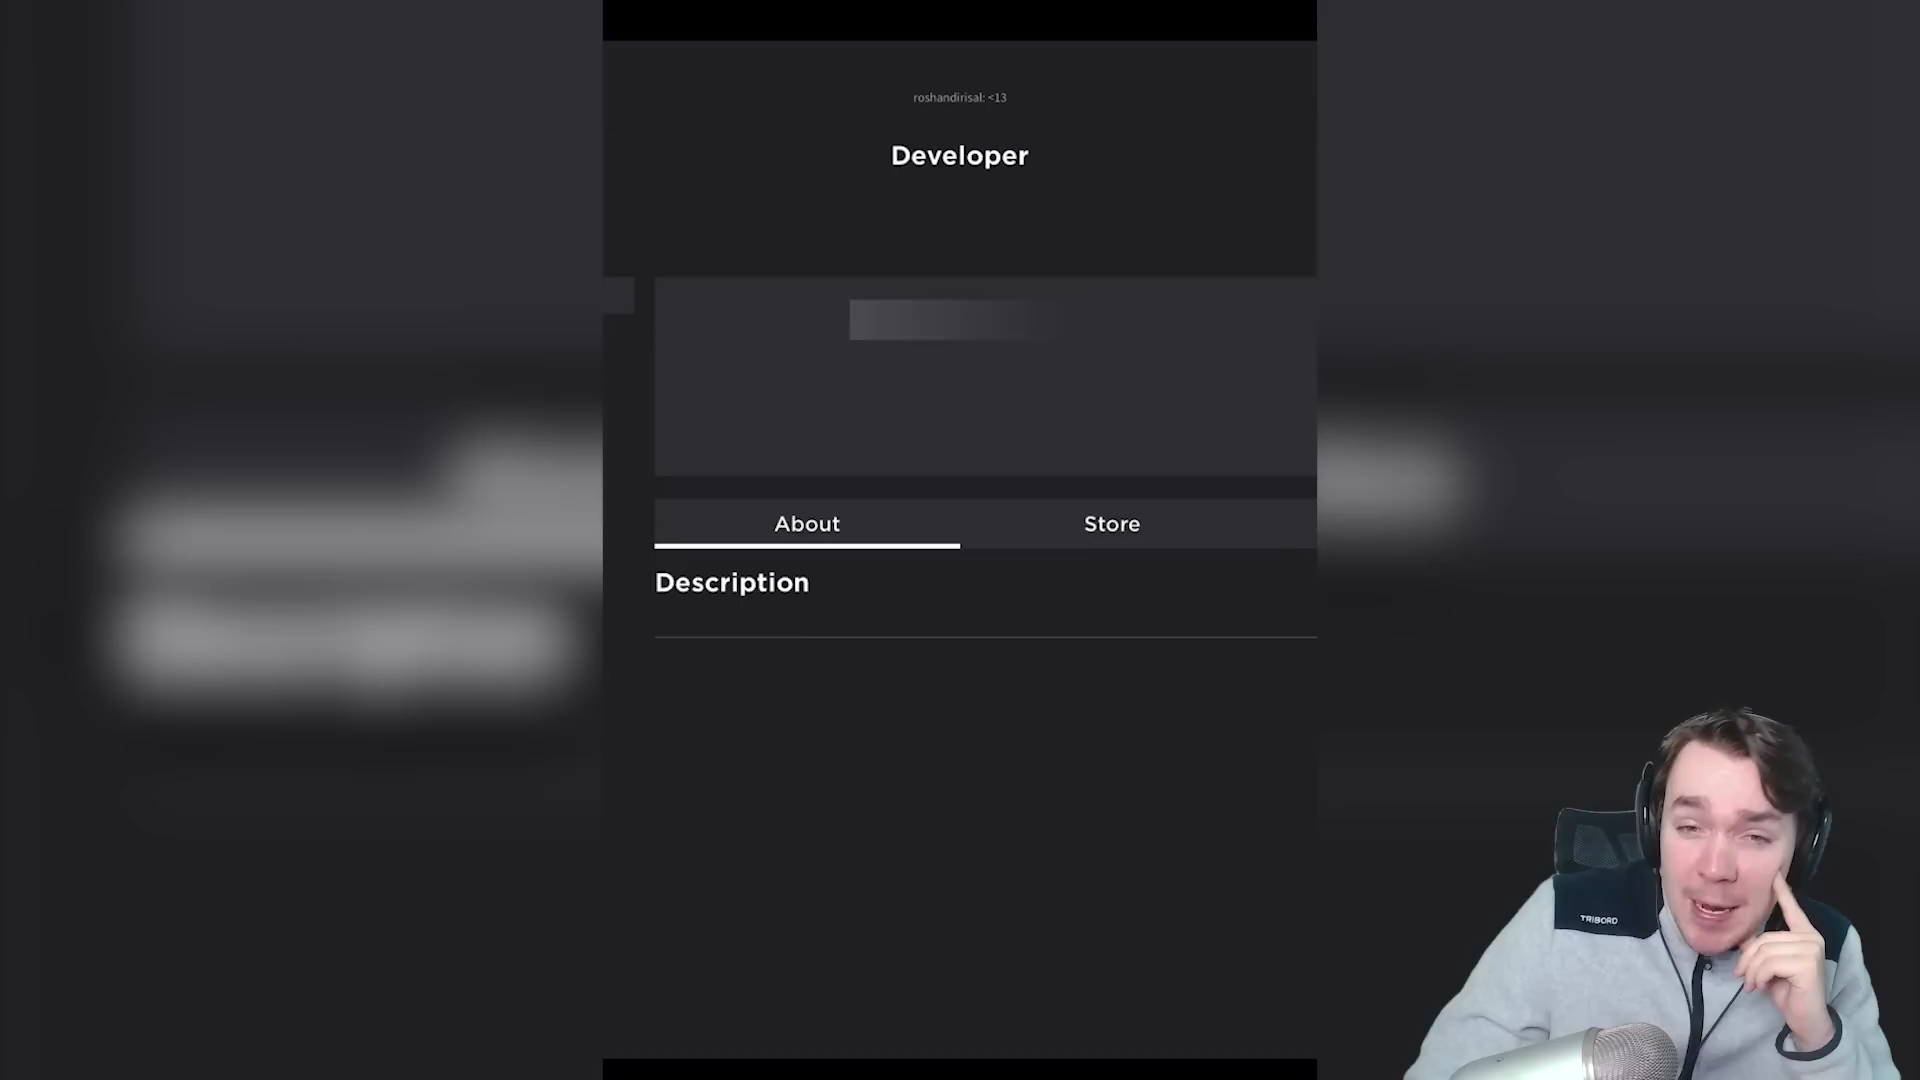 roshandirisal: <13
Developer
About
Store
Description
TRIBORD